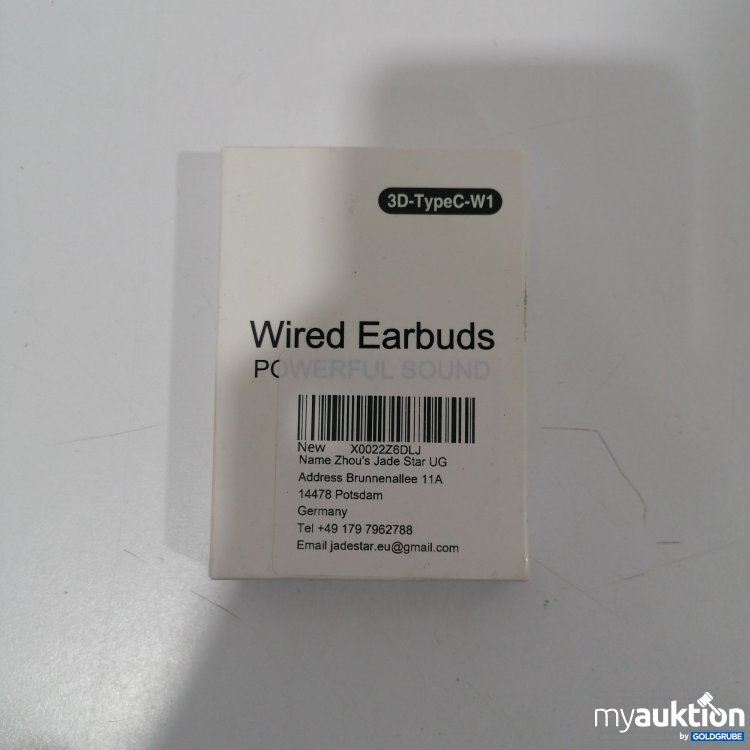 3D-TypeC-W1
Wired Earbuds
POWERFUL SOUND
New X0022Z6DLJ
Name Zhou's Jade Star UG
Address Brunnenallee 11A
14478 Potsdam
Germany
Tel +49 179 7962788
Email jadestar.eu@gmail.com
myauktion
by GOLDGRUBE